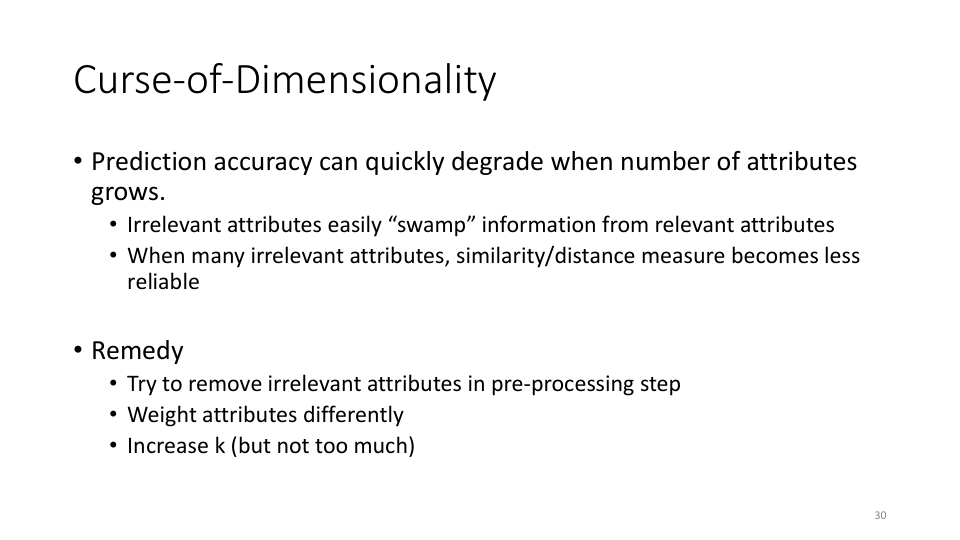 Curse-of-Dimensionality
• Prediction accuracy can quickly degrade when number of attributes
grows.
• Irrelevant attributes easily “swamp” information from relevant attributes
• When many irrelevant attributes, similarity/distance measure becomes less
reliable
• Remedy
• Try to remove irrelevant attributes in pre-processing step
• Weight attributes differently
• Increase k (but not too much)
30